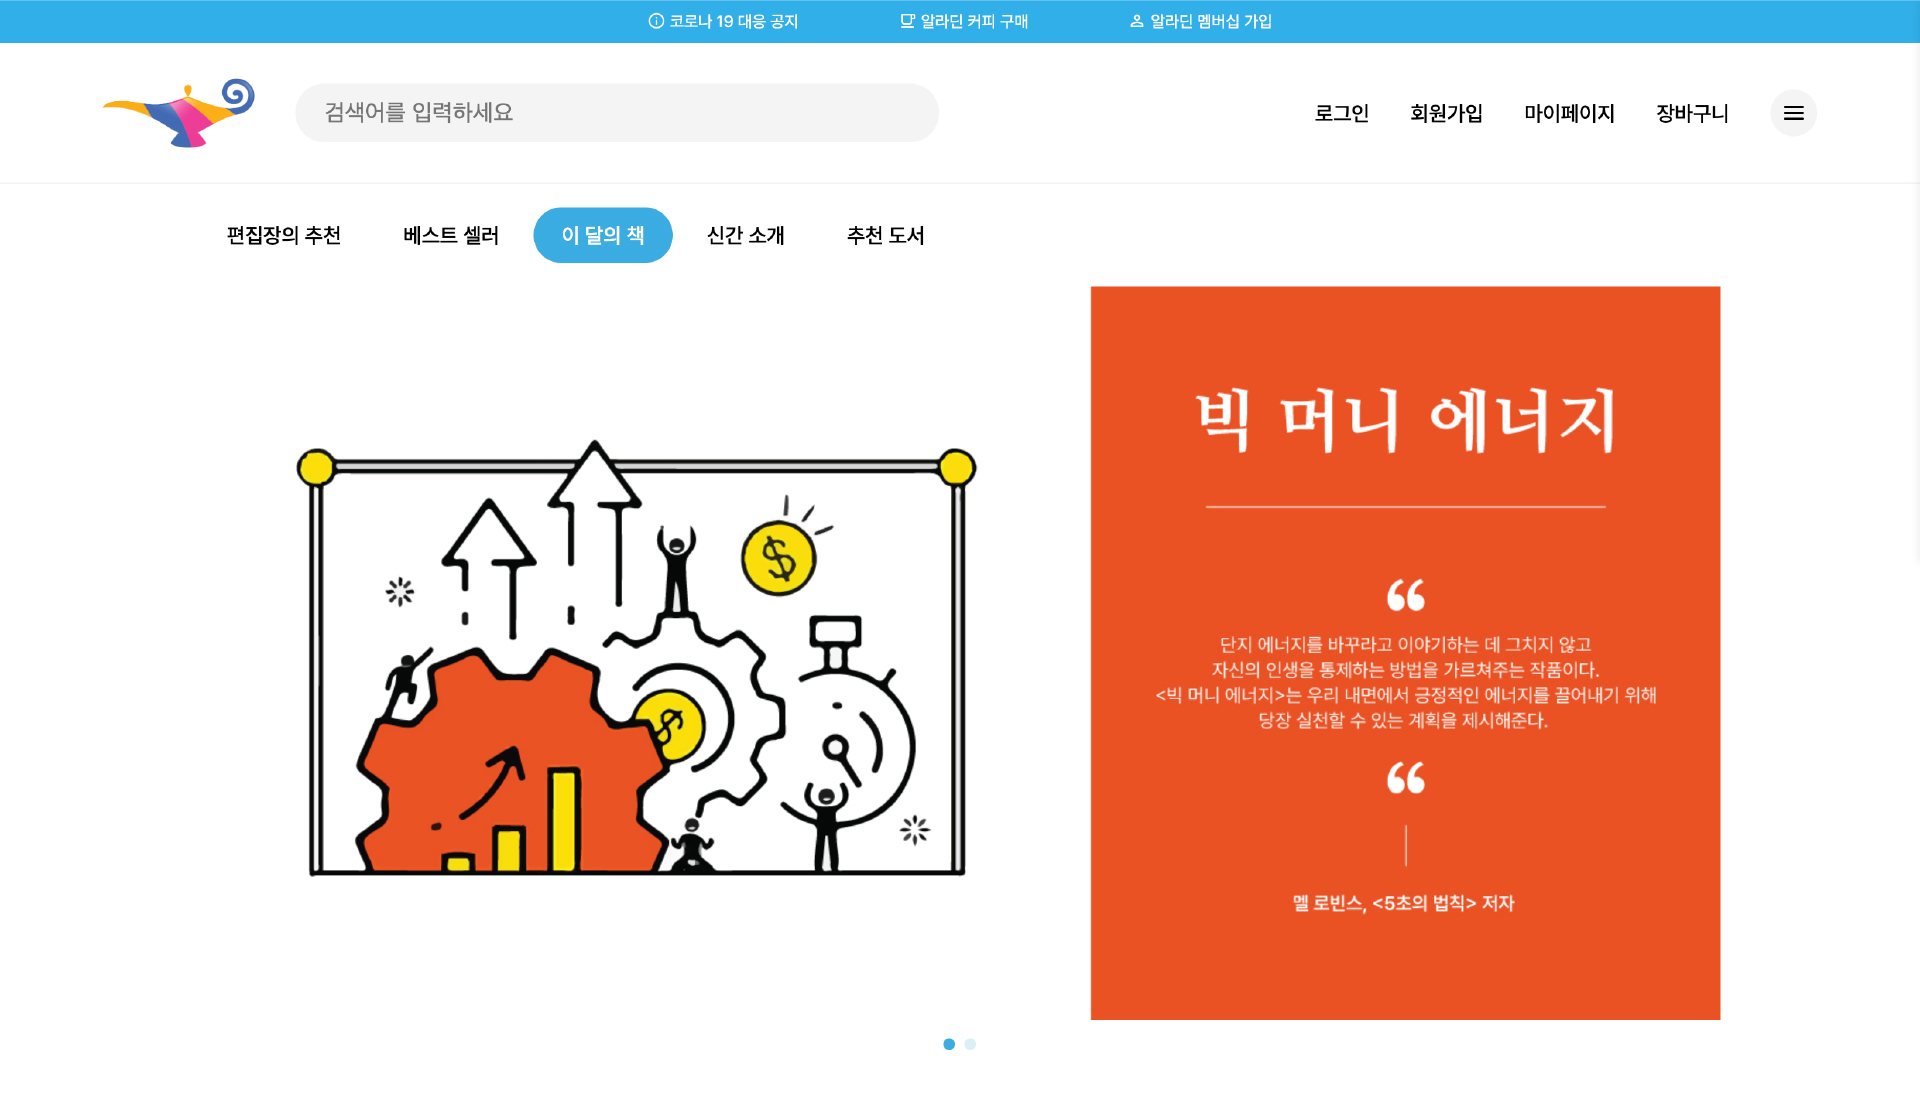 코로나 19 대응 공지
알라딘 커피 구매
알라딘 멤버십 가입
검색어를 입력하세요
로그인
회원가입
마이페이지
장바구니
편집장의 추천
베스트 셀러
이 달의 책
신간 소개
추천 도서
빅 머니 에너지
“
단지 에너지를 바꾸라고 이야기하는 데 그치지 않고
자신의 인생을 통제하는 방법을 가르쳐주는 작품이다.
<빅 머니 에너지>는 우리 내면에서 긍정적인 에너지를 끌어내기 위해
당장 실천할 수 있는 계획을 제시해준다.
“
멜 로빈스, <5초의 법칙> 저자
$
$